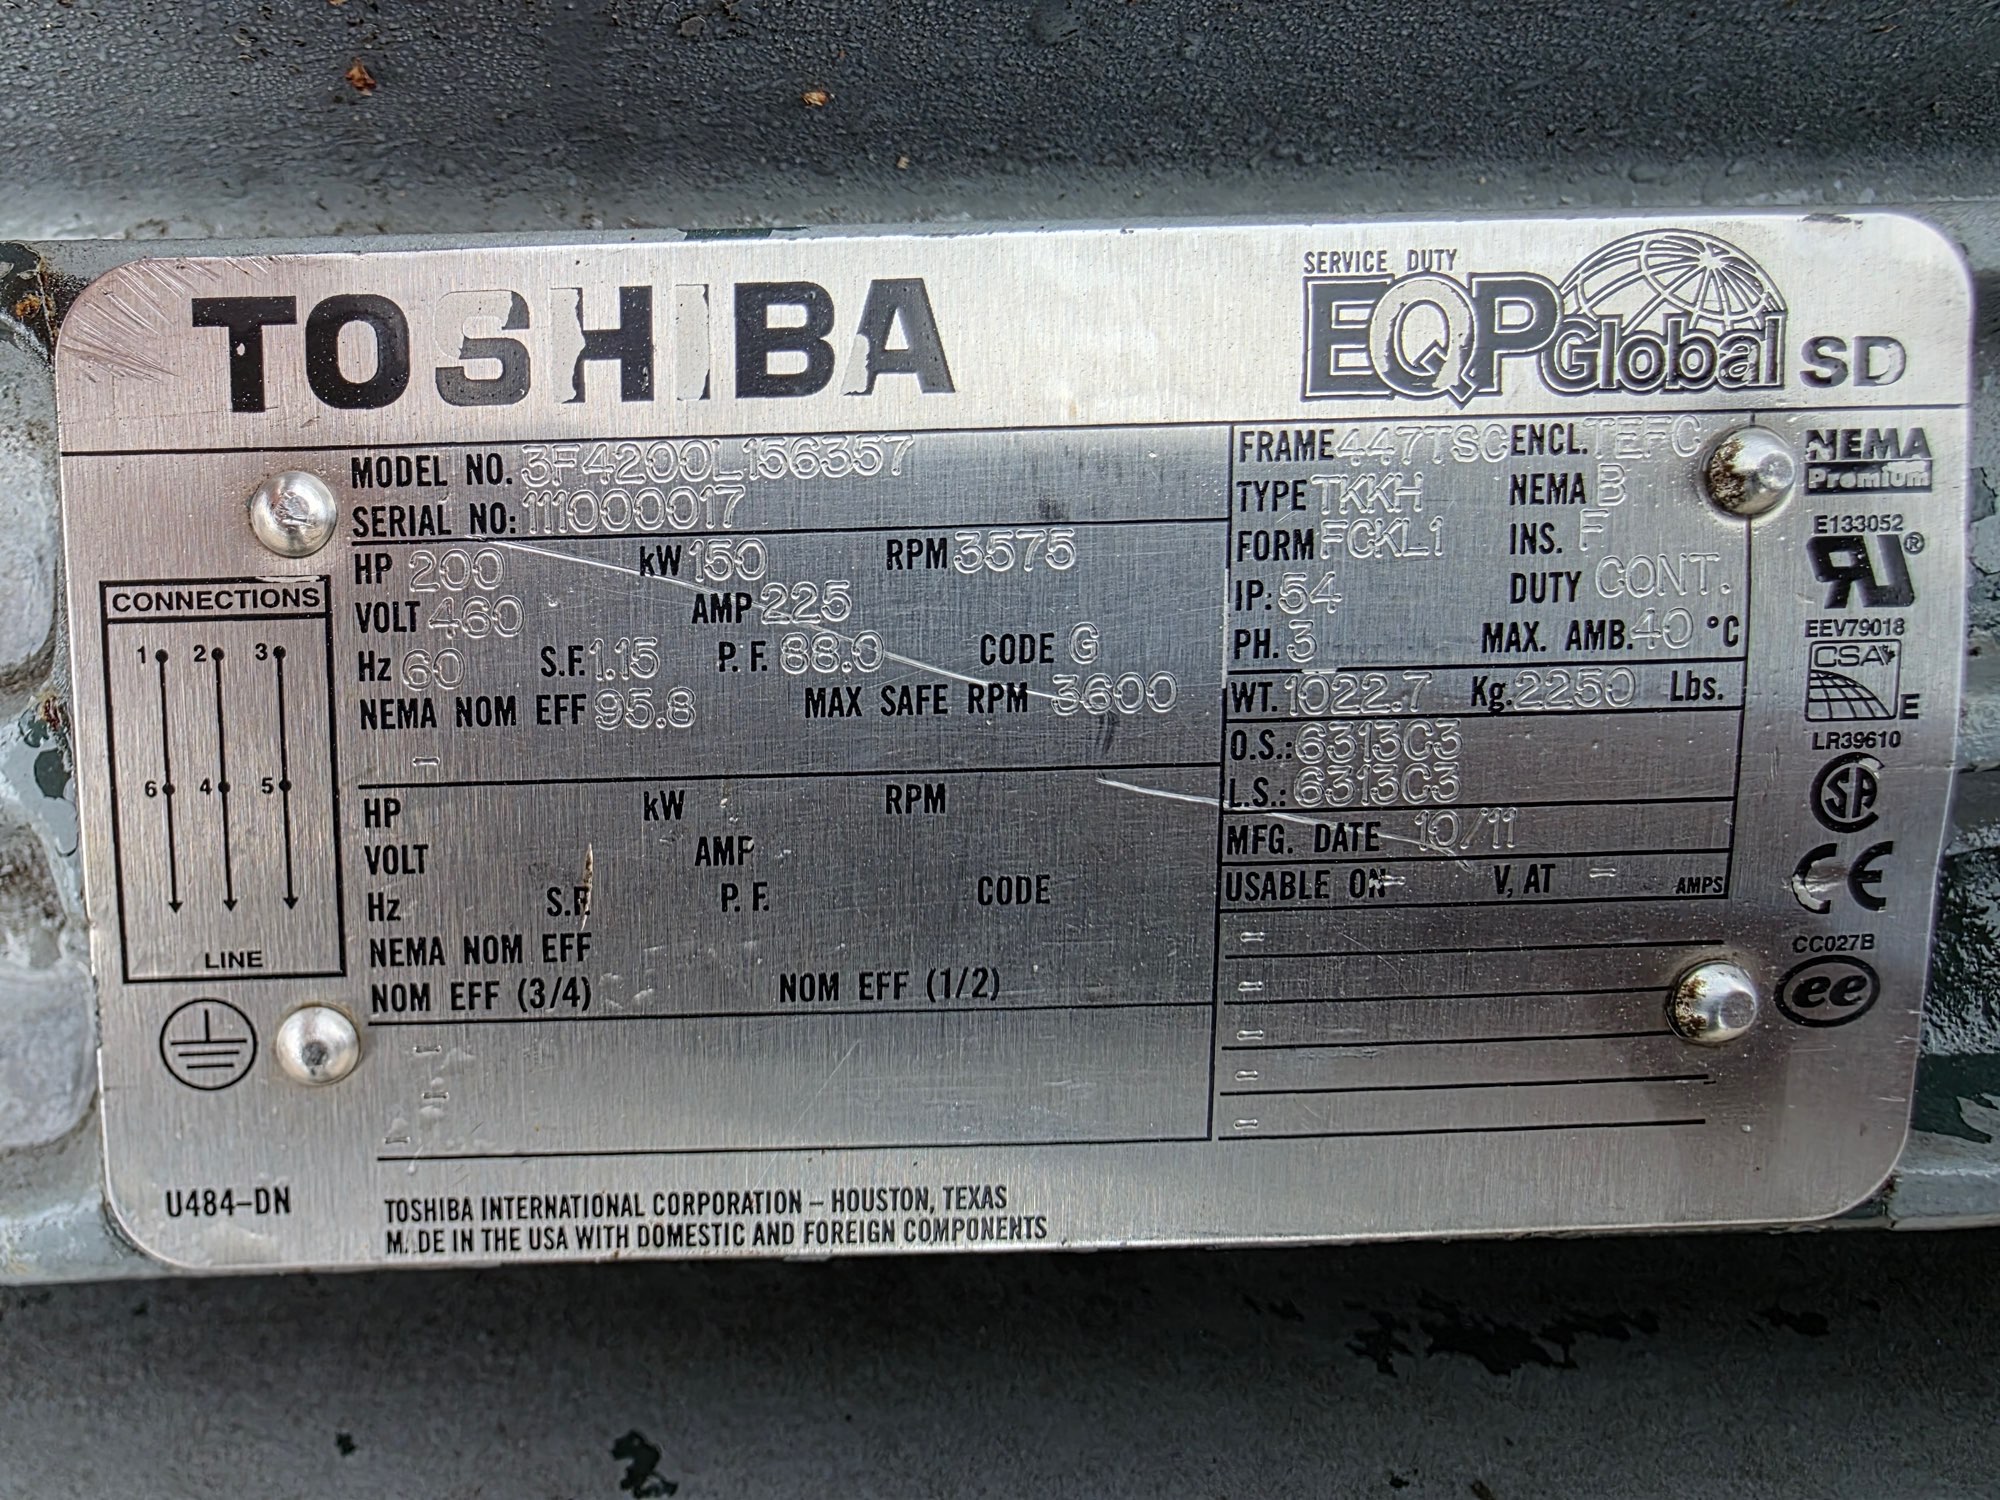 TOSHIBA
SERVICE DUTY
EQP Global SD
MODEL NO. 3F4200L156357
SERIAL NO: 111000017
HP 200 kW 150 RPM 3575
VOLT 460 AMP 225
Hz 60 S.F. 1.15 P.F. 88.0 CODE G
NEMA NOM EFF 95.8 MAX SAFE RPM 3600
-
HP kW RPM
VOLT AMP
Hz S.F. P.F. CODE
NEMA NOM EFF
NOM EFF (3/4) NOM EFF (1/2)
-
-
-
FRAME 447TSC ENCL. TEFC
TYPE TKKH NEMA B
FORM FCKL1 INS. F
IP: 54 DUTY CONT.
PH. 3 MAX. AMB. 40 °C
WT. 1022.7 Kg. 2250 Lbs.
O.S.: 6313C3
L.S.: 6313C3
MFG. DATE 10/11
USABLE ON - V, AT - AMPS
-
-
-
-
-
NEMA
Premium
E133052
RU®
EEV79018
CSA
E
LR39610
SA
CE
CC027B
ee
CONNECTIONS
1 2 3
6 4 5
LINE
U484-DN
TOSHIBA INTERNATIONAL CORPORATION - HOUSTON, TEXAS
M DE IN THE USA WITH DOMESTIC AND FOREIGN COMPONENTS